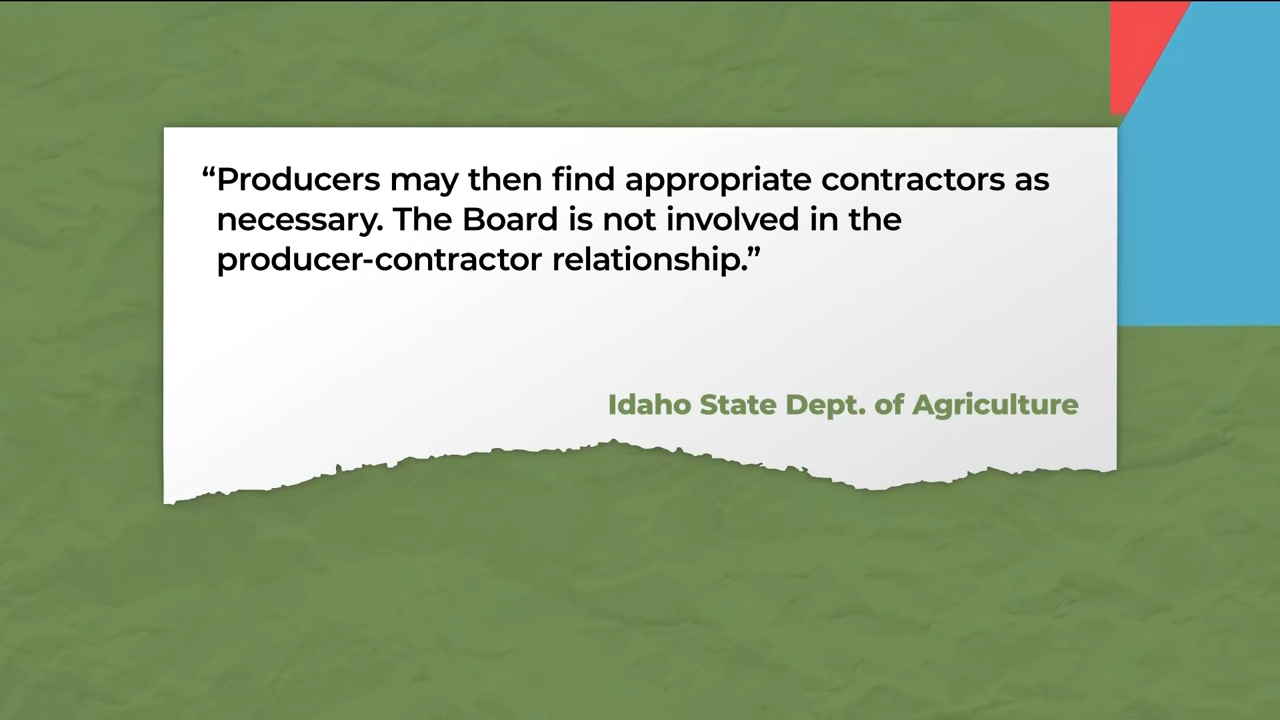 “Producers may then find appropriate contractors as
necessary. The Board is not involved in the
producer-contractor relationship.”
Idaho State Dept. of Agriculture